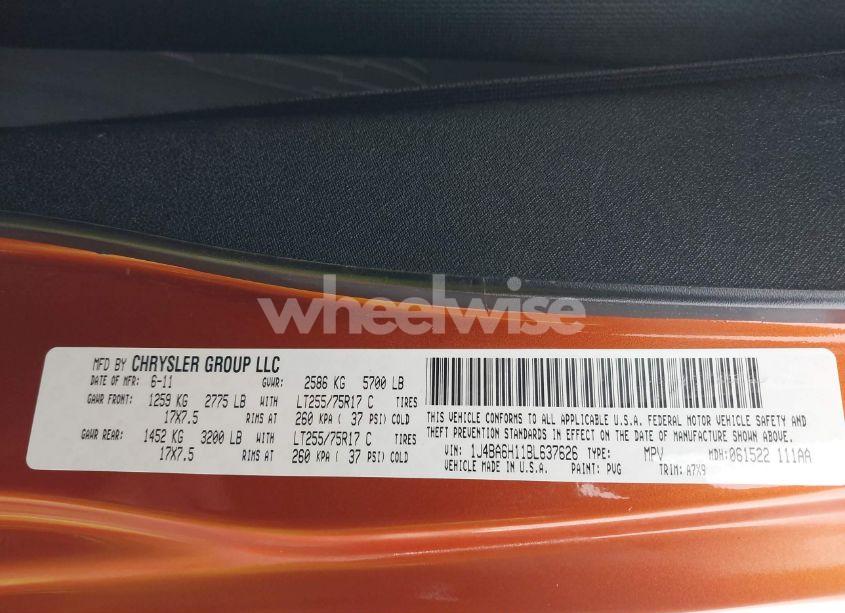 wheelwise
MFD BY CHRYSLER GROUP LLC
DATE OF MFR: 6-11 GVWR: 2586 KG 5700 LB
GAWR FRONT: 1259 KG 2775 LB WITH LT255/75R17 C TIRES
17X7.5 RIMS AT 260 KPA ( 37 PSI) COLD
GAWR REAR: 1452 KG 3200 LB WITH LT255/75R17 C TIRES
17X7.5 RIMS AT 260 KPA ( 37 PSI) COLD
THIS VEHICLE CONFORMS TO ALL APPLICABLE U.S.A. FEDERAL MOTOR VEHICLE SAFETY AND
THEFT PREVENTION STANDARDS IN EFFECT ON THE DATE OF MANUFACTURE SHOWN ABOVE.
VIN: 1J4BA6H11BL637626 TYPE: MPV MDH: 061522 111AA
VEHICLE MADE IN U.S.A. PAINT: PVG TRIM: A7X9